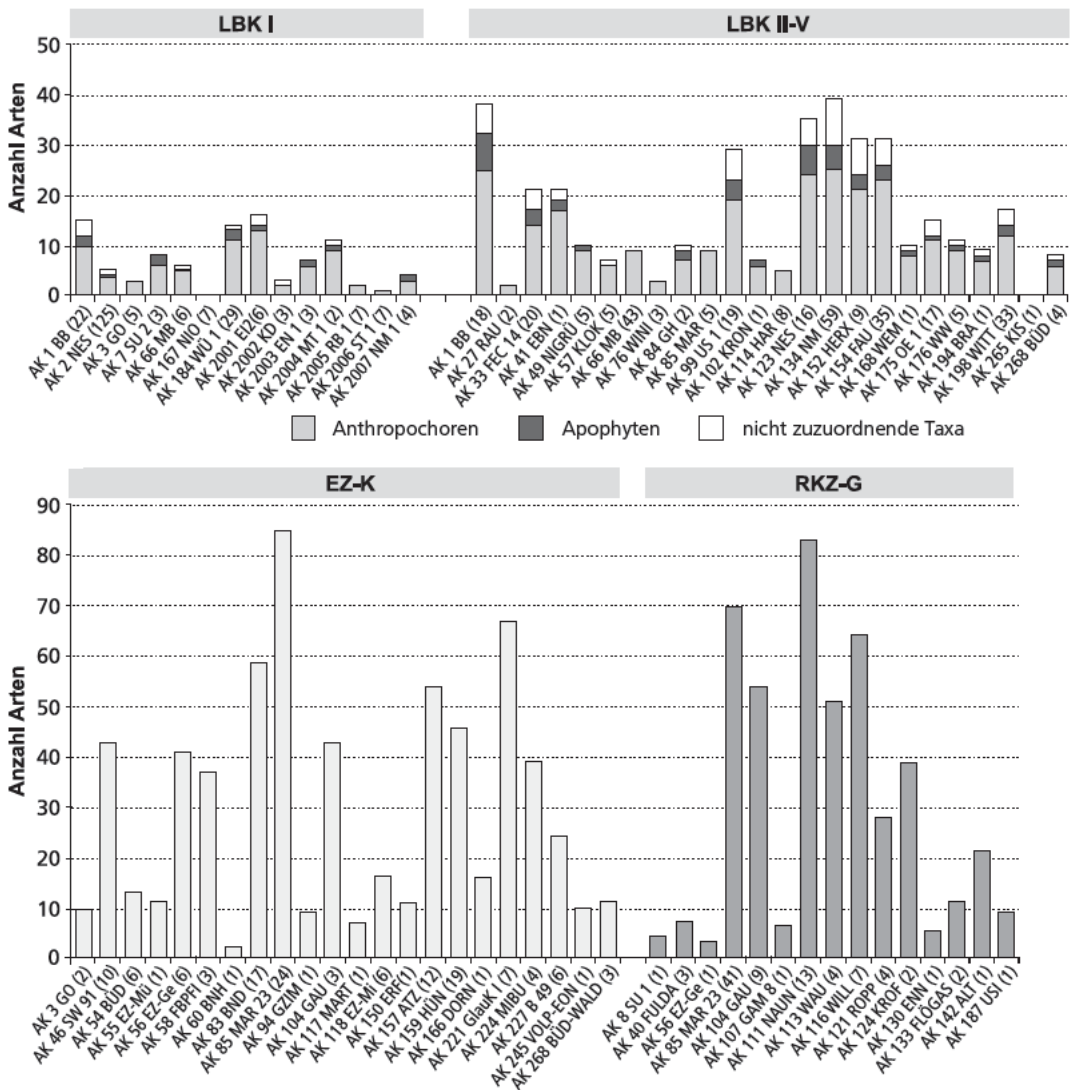 LBK I
LBK II-V
Anzahl Arten
50
40
30
20
10
0
AK 1 BB (22)
AK 2 NES (125)
AK 3 GO (5)
AK 7 SU 2 (3)
AK 66 MB (6)
AK 167 NO (7)
AK 184 WÜ 1 (29)
AK 2001 EI2(6)
AK 2002 KD (3)
AK 2003 EN 1 (3)
AK 2004 MT 1 (2)
AK 2005 RB 1 (7)
AK 2006 ST 1 (7)
AK 2007 NM 1 (4)
AK 1 BB (18)
AK 27 RAU (2)
AK 33 FEC 14 (20)
AK 41 EBN (1)
AK 49 NIGRÜ (5)
AK 57 KLOK (5)
AK 66 MB (43)
AK 76 WINI (3)
AK 84 GH (2)
AK 85 MAR (5)
AK 99 US 1 (19)
AK 102 KRON (1)
AK 114 HAR (8)
AK 123 NES (16)
AK 134 NM (59)
AK 152 HERX (9)
AK 154 FAU (35)
AK 168 WEM (1)
AK 175 OE 1 (17)
AK 176 WW (5)
AK 194 BRA (1)
AK 198 WITT (33)
AK 265 KUS (1)
AK 268 BÜD (4)
Anthropochoren
Apophyten
nicht zuzuordnende Taxa
EZ-K
RKZ-G
Anzahl Arten
90
80
70
60
50
40
30
20
10
0
AK 3 GO (2)
AK 46 SW 91 (10)
AK 54 BÜD (6)
AK 55 EZ-Mü (1)
AK 56 EZ-Ge (6)
AK 58 FBPFI (3)
AK 60 BNH (1)
AK 83 BND (17)
AK 85 MAR 23 (24)
AK 94 GZIM (1)
AK 104 GAU (3)
AK 117 MART (1)
AK 118 EZ-Mi (6)
AK 150 ERF(1)
AK 157 ATZ (12)
AK 159 HÜN (19)
AK 166 DORN (1)
AK 221 GlauK I (7)
AK 224 MIBU (4)
AK 227 B 49 (6)
AK 245 VOLP-EON (1)
AK 268 BÜD-WALD (3)
AK 8 SU 1 (1)
AK 40 FULDA (3)
AK 56 EZ-Ge (1)
AK 85 MAR 23 (41)
AK 104 GAU (9)
AK 107 GAM 8 (1)
AK 111 NAUN (13)
AK 113 WAU (4)
AK 116 WILL (7)
AK 121 ROPP (4)
AK 124 KROF (2)
AK 130 ENN (1)
AK 133 FLÖGAS (2)
AK 142 ALT (1)
AK 187 USI (1)